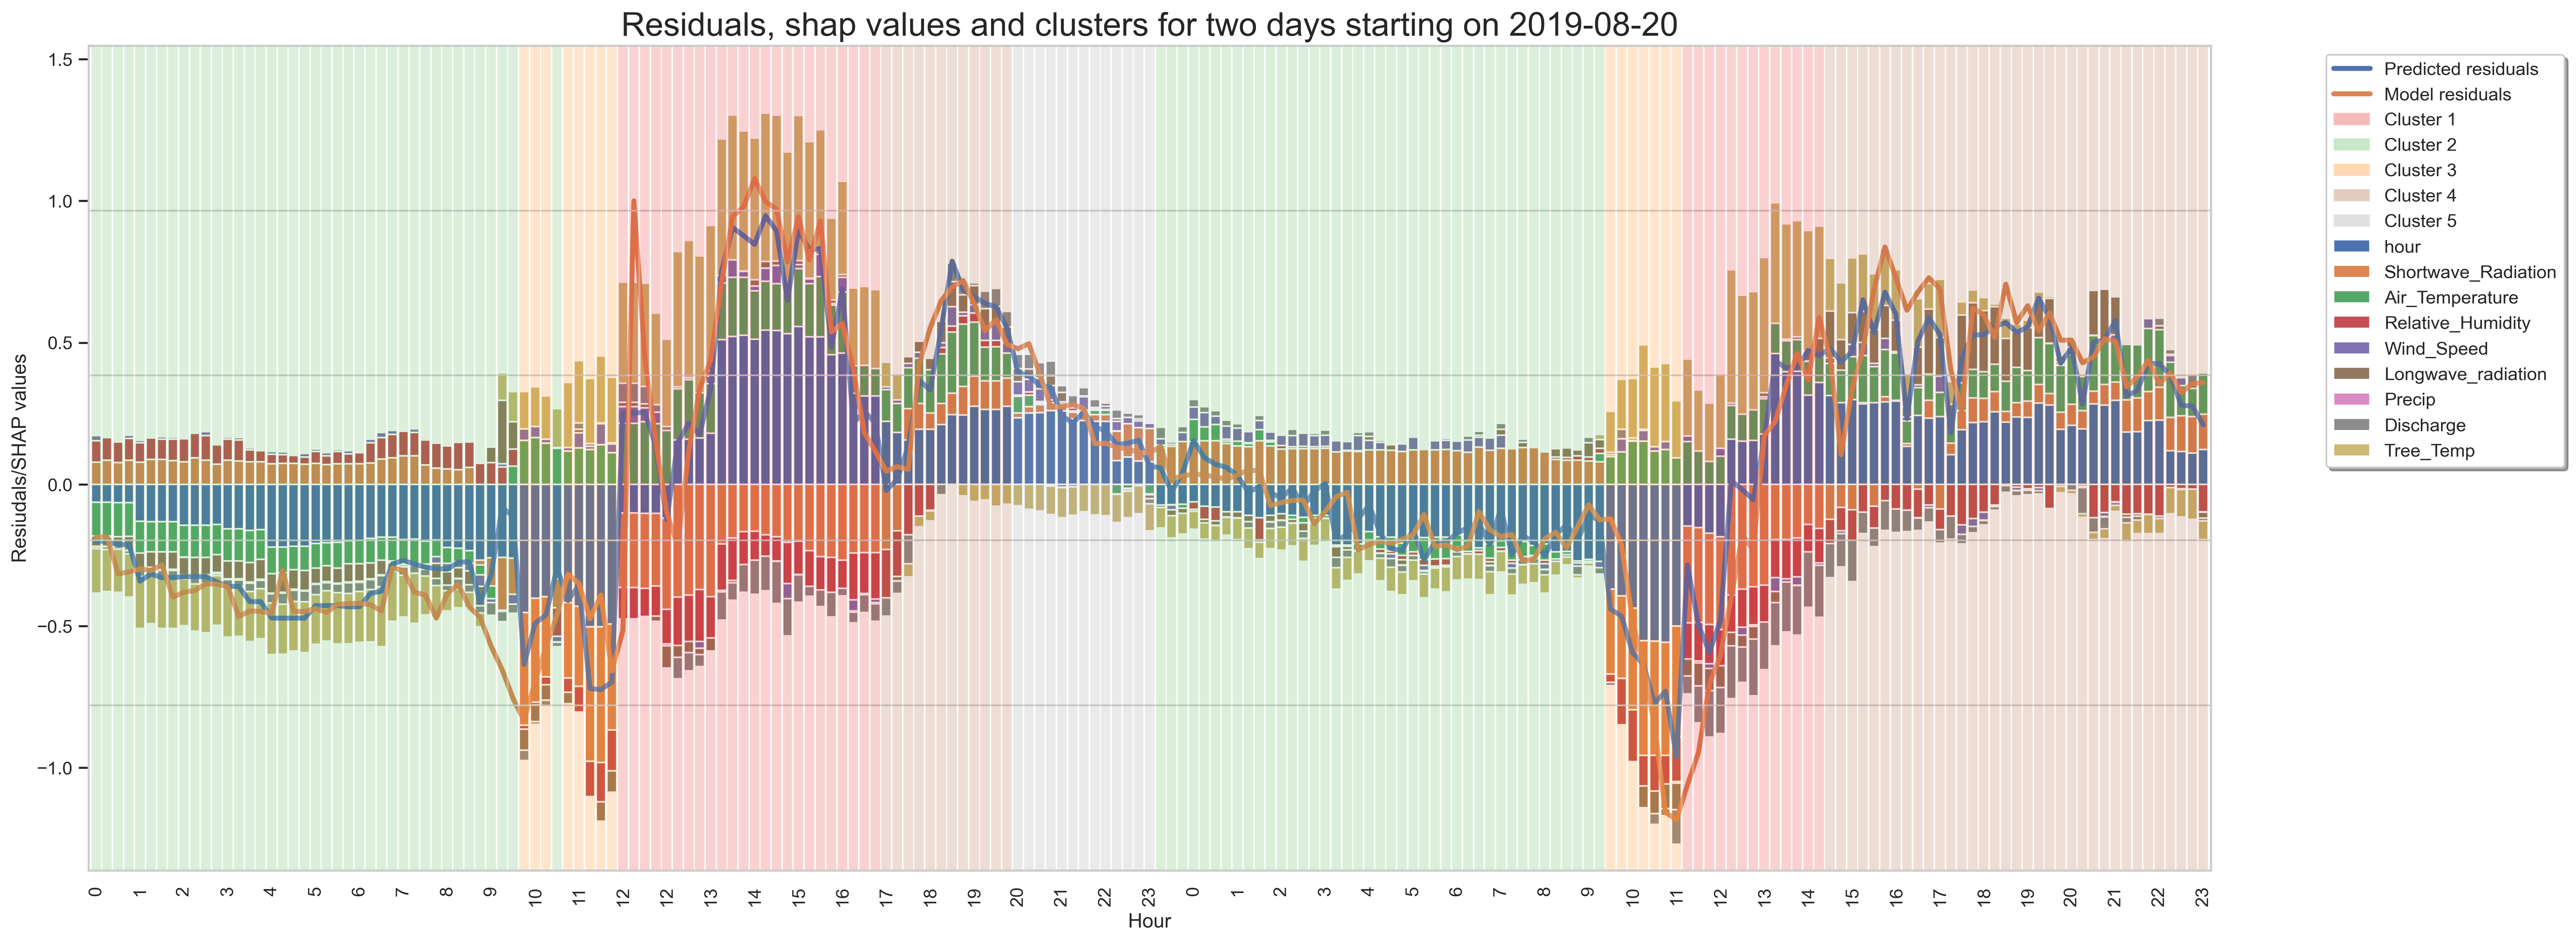 Residuals, shap values and clusters for two days starting on 2019-08-20
1.5
1.0
0.5
0.0
−0.5
−1.0
Resiuddals/SHAP values
0 1 2 3 4 5 6 7 8 9 10 11 12 12 13 14 15 16 17 18 19 20 21 22 23 0 1 2 3 4 5 6 7 8 9 10 11 12 13 14 15 16 17 18 19 20 21 22 23
Hour
Predicted residuals
Model residuals
Cluster 1
Cluster 2
Cluster 3
Cluster 4
Cluster 5
hour
Shortwave_Radiation
Air_Temperature
Relative_Humidity
Wind_Speed
Longwave_radiation
Precip
Discharge
Tree_Temp